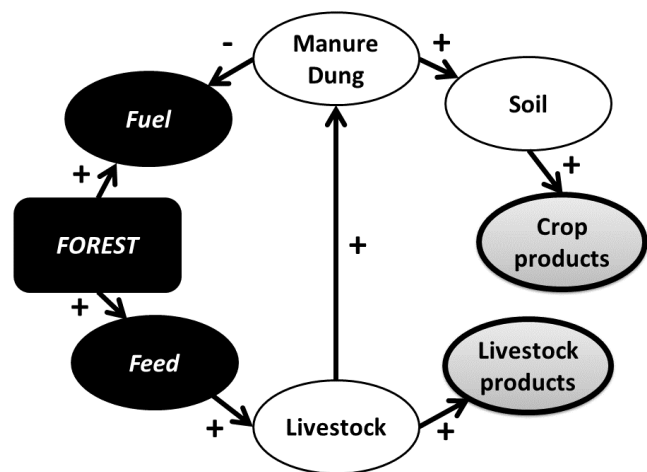 -
Manure
Dung
+
Fuel
Soil
+
+
FOREST
Crop
products
+
+
Feed
Livestock
products
+
Livestock
+